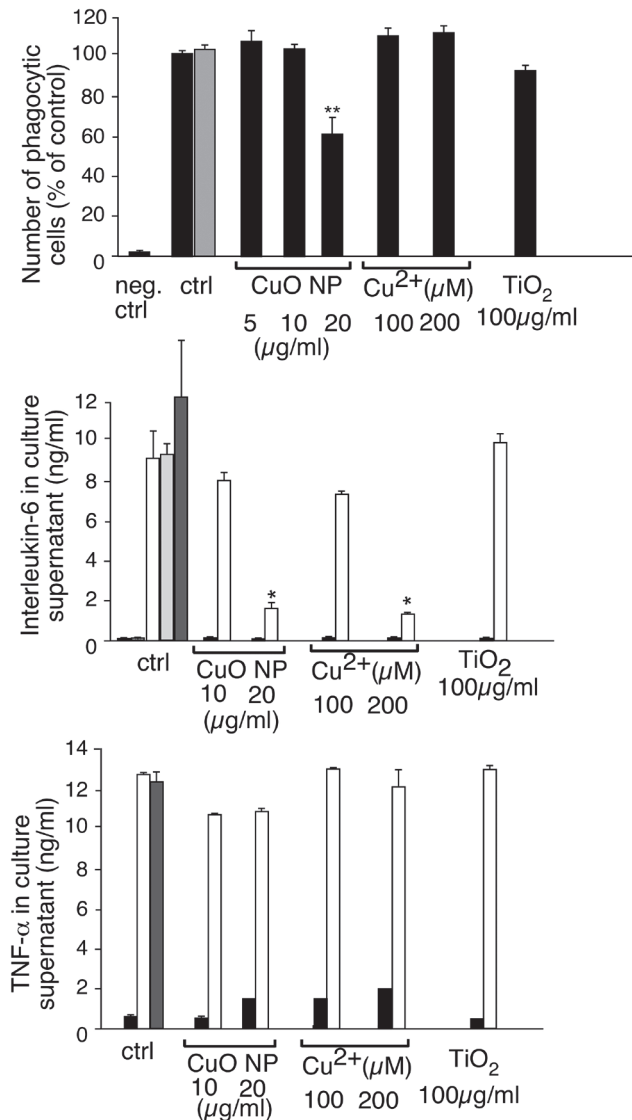 Number of phagocytic
cells (% of control)
120
100
80
60
40
20
0
**
neg.
ctrl
ctrl
CuO NP
5 10 20
(µg/ml)
Cu2+(µM)
100 200
TiO2
100µg/ml
Interleukin-6 in culture
supernatant (ng/ml)
12
10
8
6
4
2
0
*
*
ctrl
CuO NP
10 20
(µg/ml)
Cu2+(µM)
100 200
TiO2
100µg/ml
TNF-α in culture
supernatant (ng/ml)
14
12
10
12
8
4
2
0
ctrl
CuO NP
10 20
(µg/ml)
Cu2+(µM)
100 200
TiO2
100µg/ml